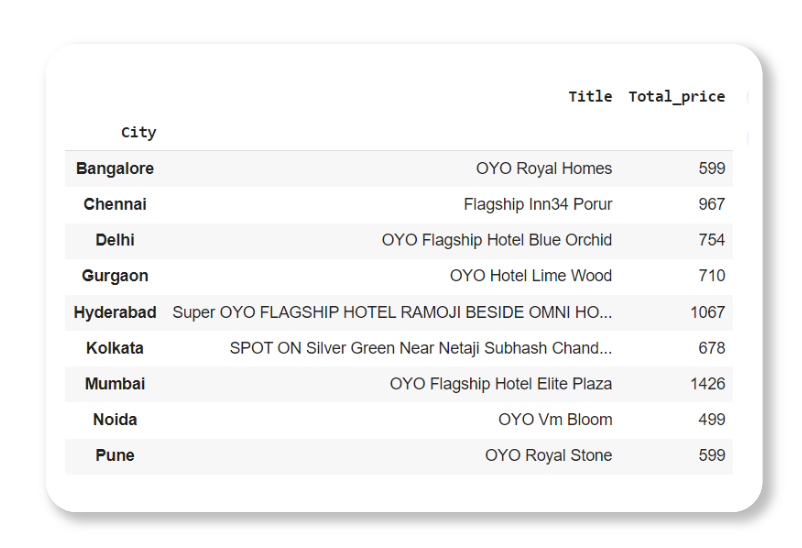 Title Total_price
City
Bangalore OYO Royal Homes 599
Chennai Flagship Inn34 Porur 967
Delhi OYO Flagship Hotel Blue Orchid 754
Gurgaon OYO Hotel Lime Wood 710
Hyderabad Super OYO FLAGSHIP HOTEL RAMOJI BESIDE OMNI HO... 1067
Kolkata SPOT ON Silver Green Near Netaji Subhash Chand... 678
Mumbai OYO Flagship Hotel Elite Plaza 1426
Noida OYO Vm Bloom 499
Pune OYO Royal Stone 599